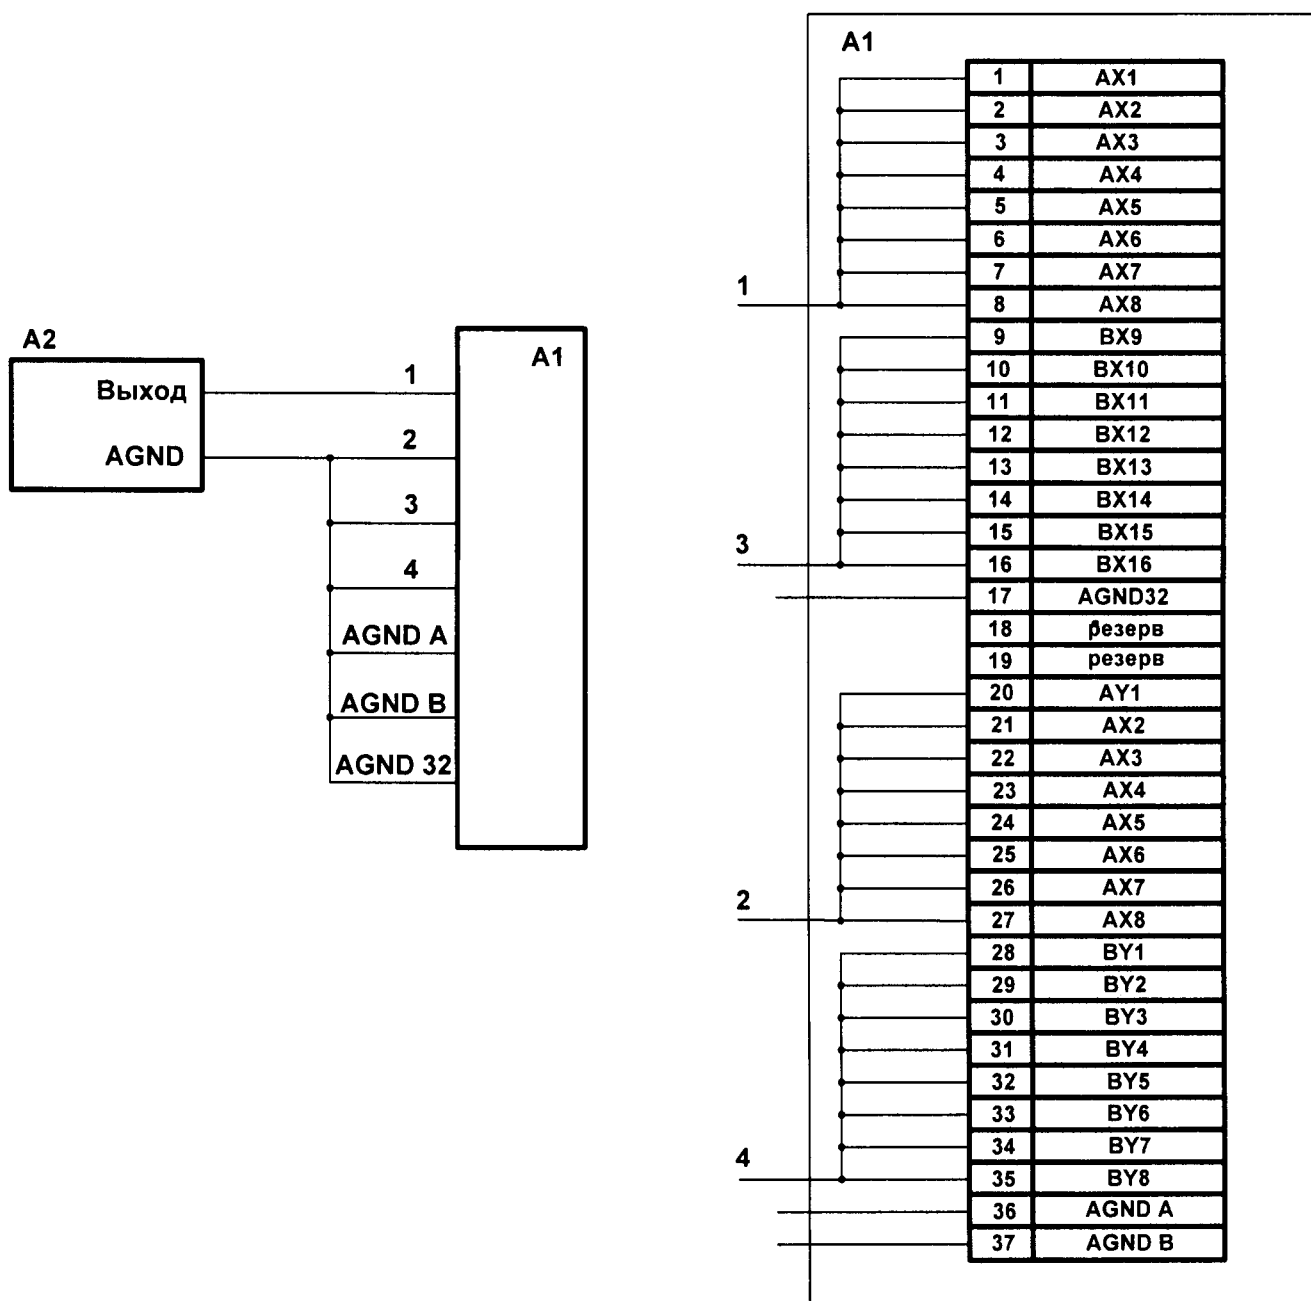 A2
Выход
AGND
A1
1
2
3
4
AGND A
AGND B
AGND 32
A1
1
3
2
4
1 AX1
2 AX2
3 AX3
4 AX4
5 AX5
6 AX6
7 AX7
8 AX8
9 BX9
10 BX10
11 BX11
12 BX12
13 BX13
14 BX14
15 BX15
16 BX16
17 AGND32
18 резерв
19 резерв
20 AY1
21 AX2
22 AX3
23 AX4
24 AX5
25 AX6
26 AX7
27 AX8
28 BY1
29 BY2
30 BY3
31 BY4
32 BY5
33 BY6
34 BY7
35 BY8
36 AGND A
37 AGND B